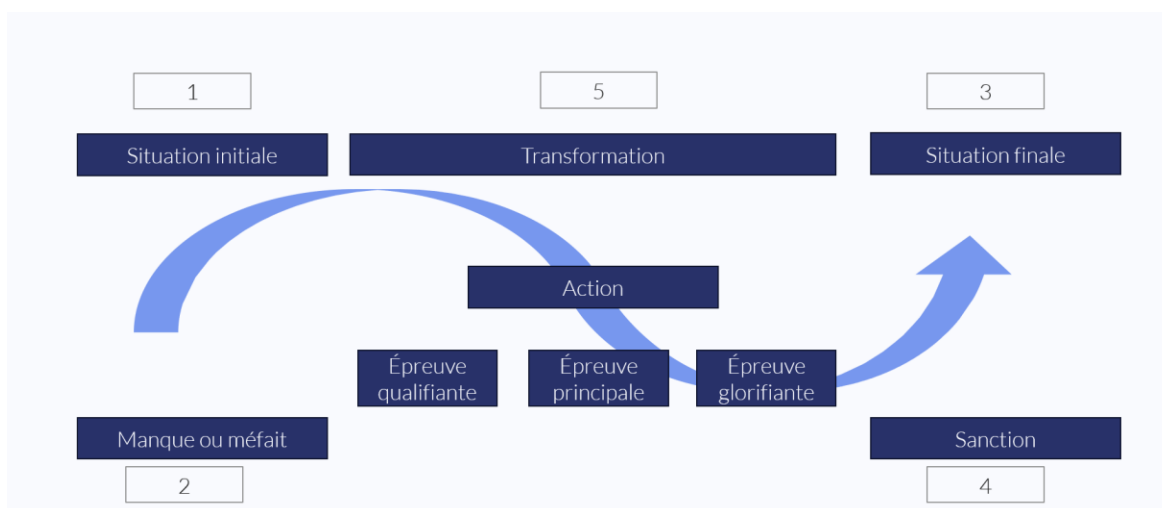 1
5
3
Situation initiale
Transformation
Situation finale
Action
Épreuve
qualifiante
Épreuve
principale
Épreuve
glorifiante
Manque ou méfait
Sanction
2
4